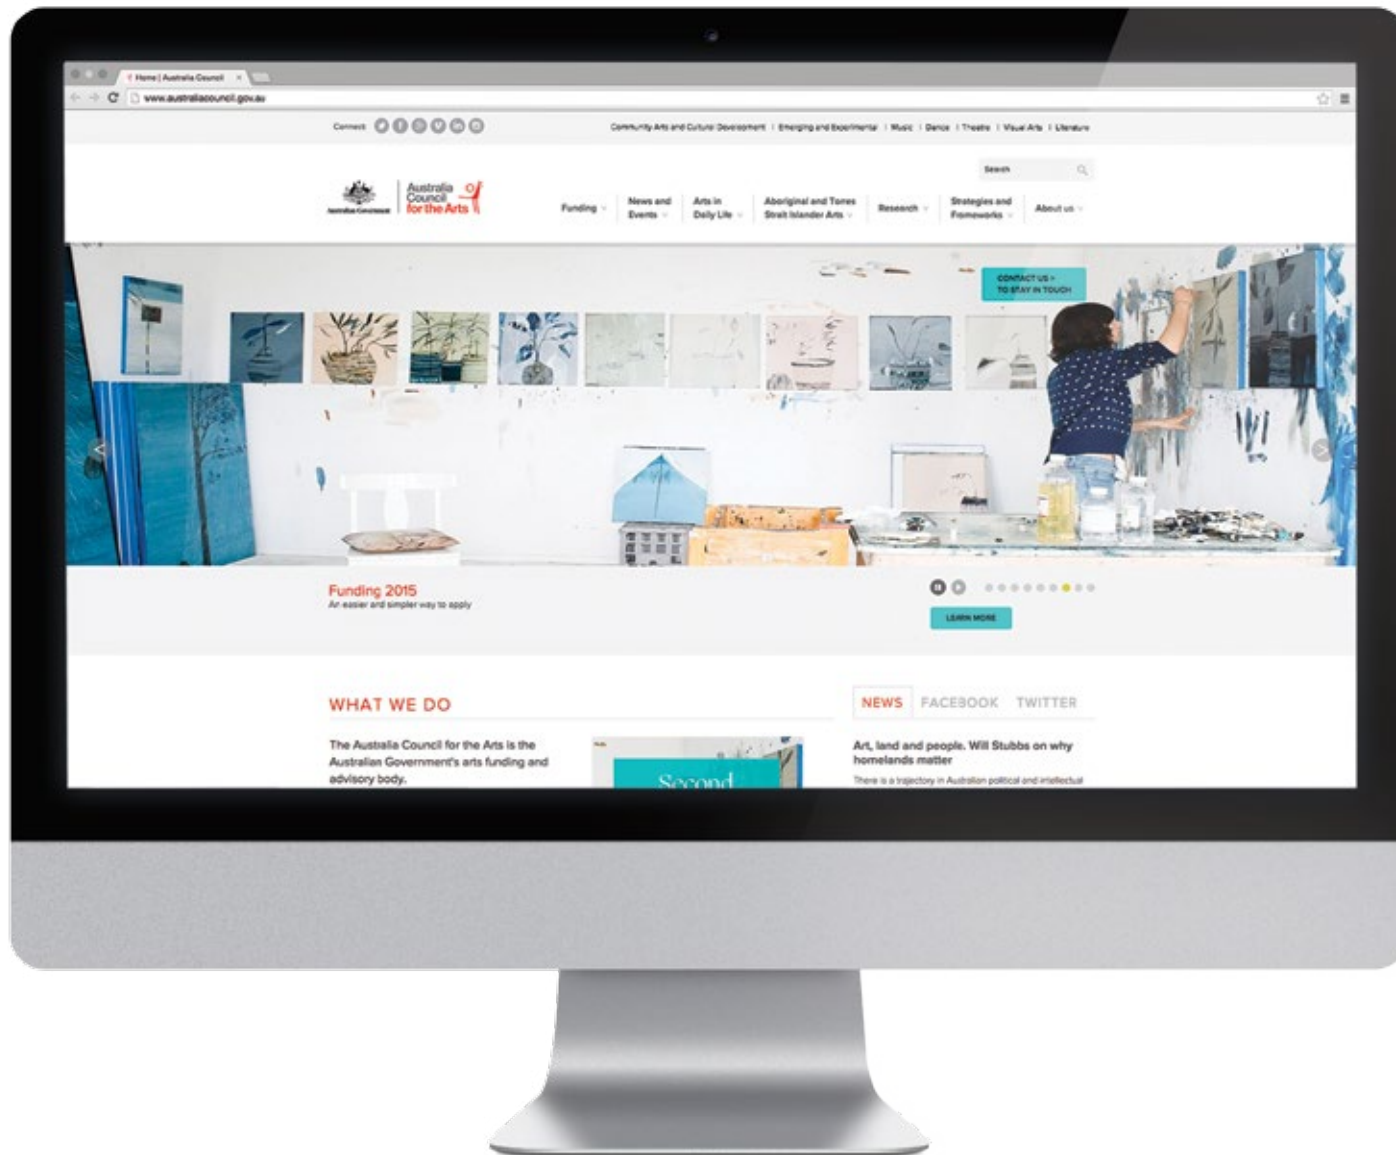 Home | Australia Council
www.australiacouncil.gov.au
Connect
Community Arts and Cultural Development | Emerging and Experimental | Music | Dance | Theatre | Visual Arts | Literature
Search
Australian Government
Australia
Council
for the Arts
Funding
News and
Events
Arts in
Daily Life
Aboriginal and Torres
Strait Islander Arts
Research
Strategies and
Frameworks
About us
CONTACT US >
TO STAY IN TOUCH
Funding 2015
An easier and simpler way to apply
LEARN MORE
WHAT WE DO
The Australia Council for the Arts is the
Australian Government's arts funding and
advisory body.
Second
NEWS FACEBOOK TWITTER
Art, land and people. Will Stubbs on why
homelands matter
There is a trajectory in Australian political and intellectual